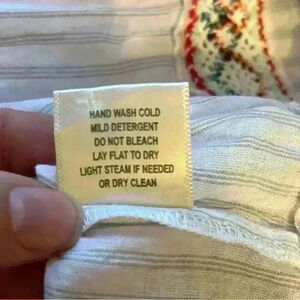 HAND WASH COLD
MILD DETERGENT
DO NOT BLEACH
LAY FLAT TO DRY
LIGHT STEAM IF NEEDED
OR DRY CLEAN